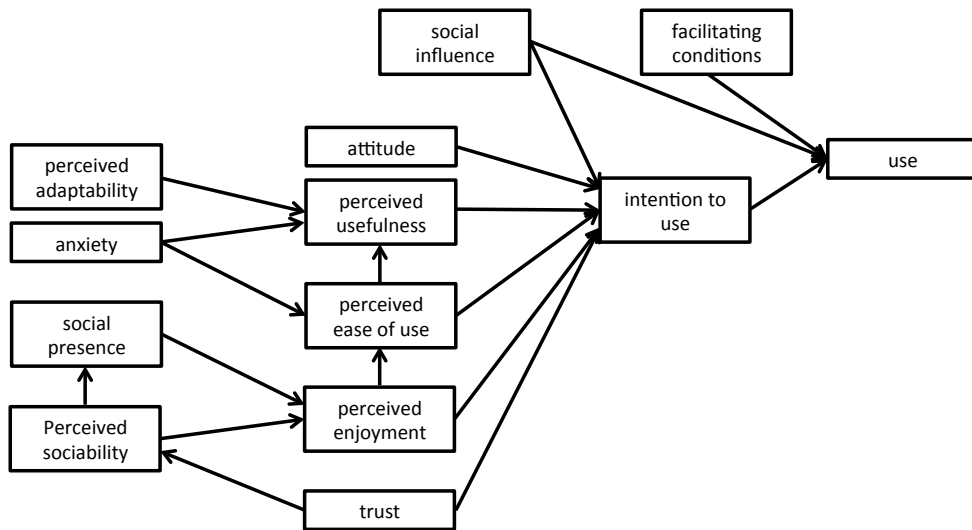 social
influence
facilitating
conditions
attitude
use
perceived
adaptability
perceived
usefulness
intention to
use
anxiety
perceived
ease of use
social
presence
perceived
enjoyment
Perceived
sociability
trust